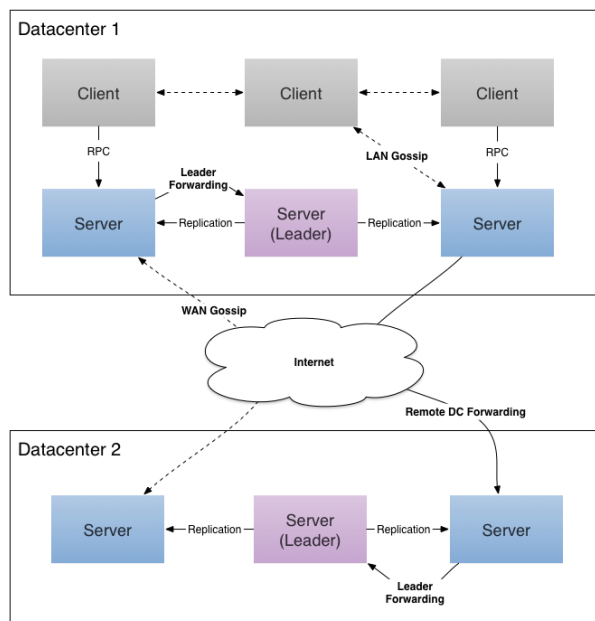 Datacenter 1
Client
Client
Client
RPC
LAN Gossip
RPC
Leader
Forwarding
Server
Replication
Server
(Leader)
Replication
Server
WAN Gossip
Internet
Remote DC Forwarding
Datacenter 2
Server
Replication
Server
(Leader)
Replication
Server
Leader
Forwarding